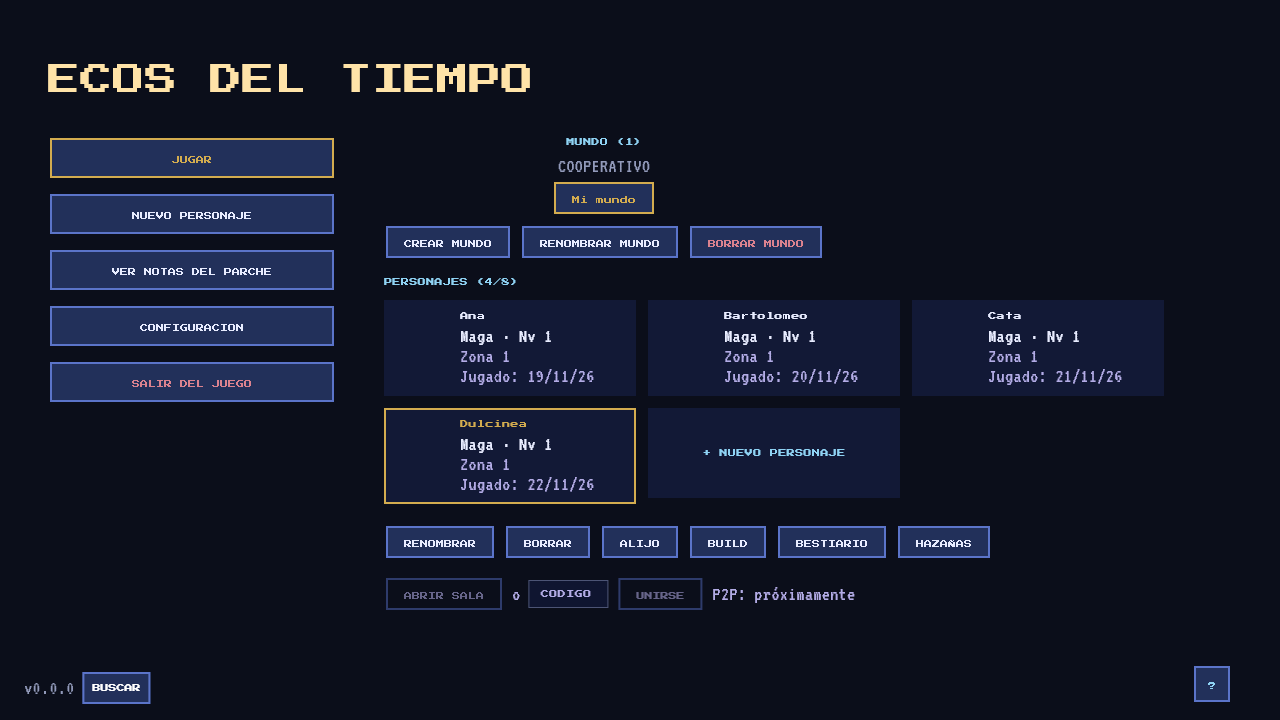 ECOS DEL TIEMPO
JUGAR
NUEVO PERSONAJE
VER NOTAS DEL PARCHE
CONFIGURACION
SALIR DEL JUEGO
MUNDO (1)
COOPERATIVO
Mi mundo
CREAR MUNDO
RENOMBRAR MUNDO
BORRAR MUNDO
PERSONAJES (4/8)
Ana
Maga · Nv 1
Zona 1
Jugado: 19/11/26
Bartolomeo
Maga · Nv 1
Zona 1
Jugado: 20/11/26
Cata
Maga · Nv 1
Zona 1
Jugado: 21/11/26
Dulcinea
Maga · Nv 1
Zona 1
Jugado: 22/11/26
+ NUEVO PERSONAJE
RENOMBRAR
BORRAR
ALIJO
BUILD
BESTIARIO
HAZAÑAS
ABRIR SALA
o
CODIGO
UNIRSE
P2P: próximamente
v0.0.0
BUSCAR
?